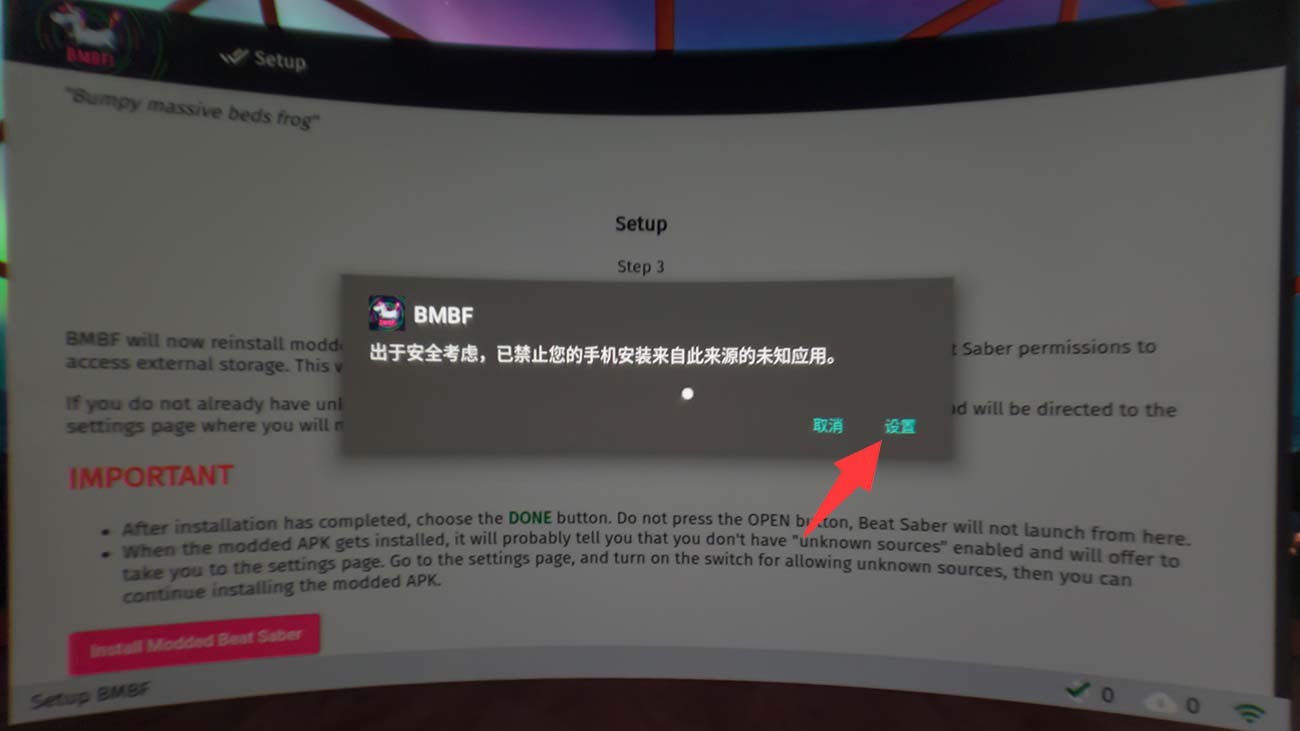 BMBF
Setup
"Bumpy massive beds frog"
Setup
Step 3
BMBF
出于安全考虑，已禁止您的手机安装来自此来源的未知应用。
取消 设置
BMBF will now reinstall modd t Saber permissions to
access external storage. This
If you do not already have un d will be directed to the
settings page where you will
IMPORTANT
• After installation has completed, choose the DONE button. Do not press the OPEN button, Beat Saber will not launch from here.
• When the modded APK gets installed, it will probably tell you that you don't have "unknown sources" enabled and will offer to
take you to the settings page. Go to the settings page, and turn on the switch for allowing unknown sources, then you can
continue installing the modded APK.
Install Modded Beat Saber
Setup BMBF
0 0